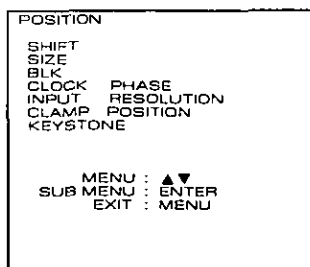 POSITION
SHIFT
SIZE
BLK
CLOCK PHASE
INPUT RESOLUTION
CLAMP POSITION
KEYSTONE
MENU : ▲▼
SUB MENU : ENTER
EXIT : MENU